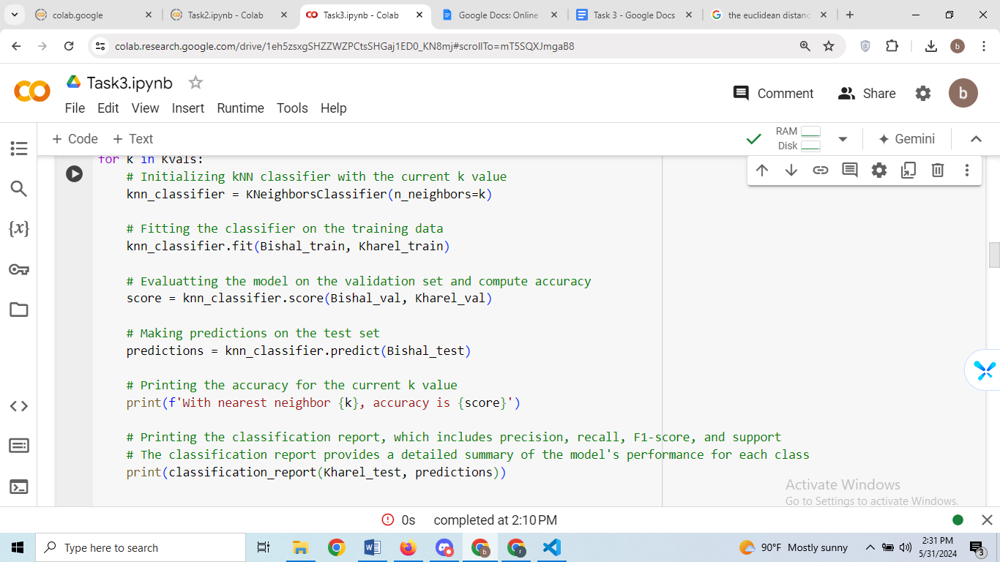 colab.google
Task2.ipynb - Colab
Task3.ipynb - Colab
Google Docs: Online
Task 3 - Google Docs
the euclidean distanc
colab.research.google.com/drive/1eh5zsxgSHZZWZPCtsSHGaj1ED0_KN8mj#scrollTo=mT5SQXJmgaB8
b
Task3.ipynb
Comment
Share
b
File Edit View Insert Runtime Tools Help
+ Code + Text
RAM
Disk
Gemini
for k in Kvals:
# Initializing kNN classifier with the current k value
knn_classifier = KNeighborsClassifier(n_neighbors=k)
# Fitting the classifier on the training data
knn_classifier.fit(Bishal_train, Kharel_train)
# Evaluatting the model on the validation set and compute accuracy
score = knn_classifier.score(Bishal_val, Kharel_val)
# Making predictions on the test set
predictions = knn_classifier.predict(Bishal_test)
# Printing the accuracy for the current k value
print(f'With nearest neighbor {k}, accuracy is {score}')
# Printing the classification report, which includes precision, recall, F1-score, and support
# The classification report provides a detailed summary of the model's performance for each class
print(classification_report(Kharel_test, predictions))
Activate Windows
Go to Settings to activate Windows.
0s completed at 2:10 PM
Type here to search
90°F Mostly sunny
2:31 PM
5/31/2024
3